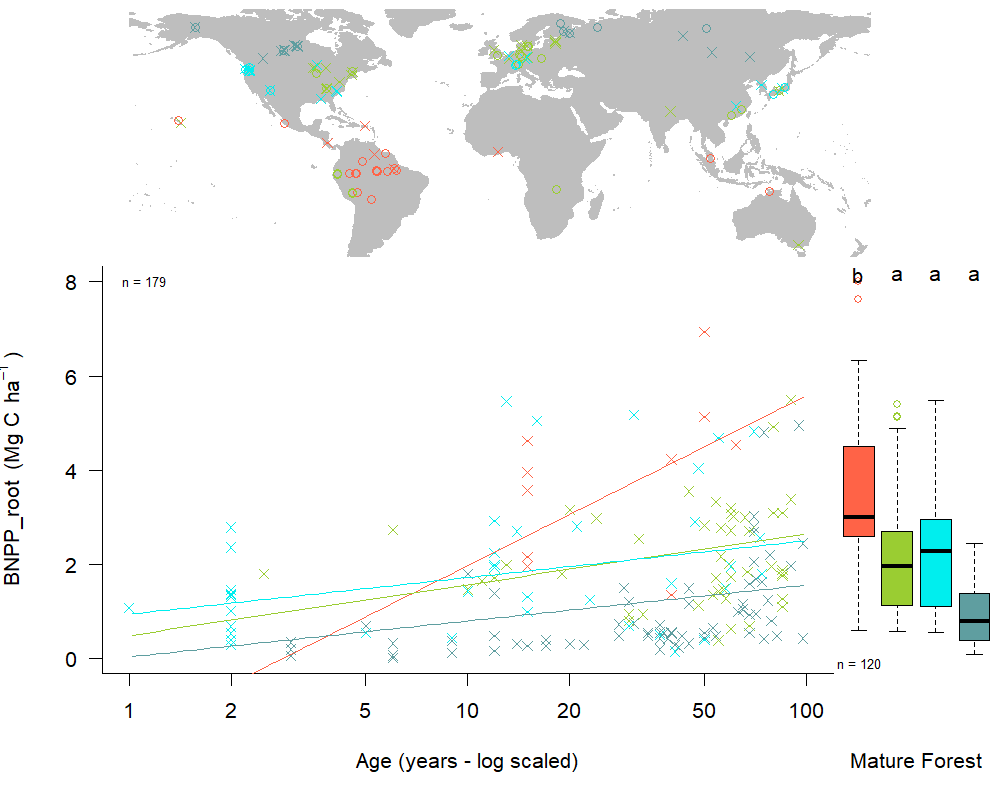 n = 179
b a a a
8
6
4
2
0
BNPP_root (Mg C ha⁻¹ )
n = 120
1 2 5 10 20 50 100
Age (years - log scaled)
Mature Forest